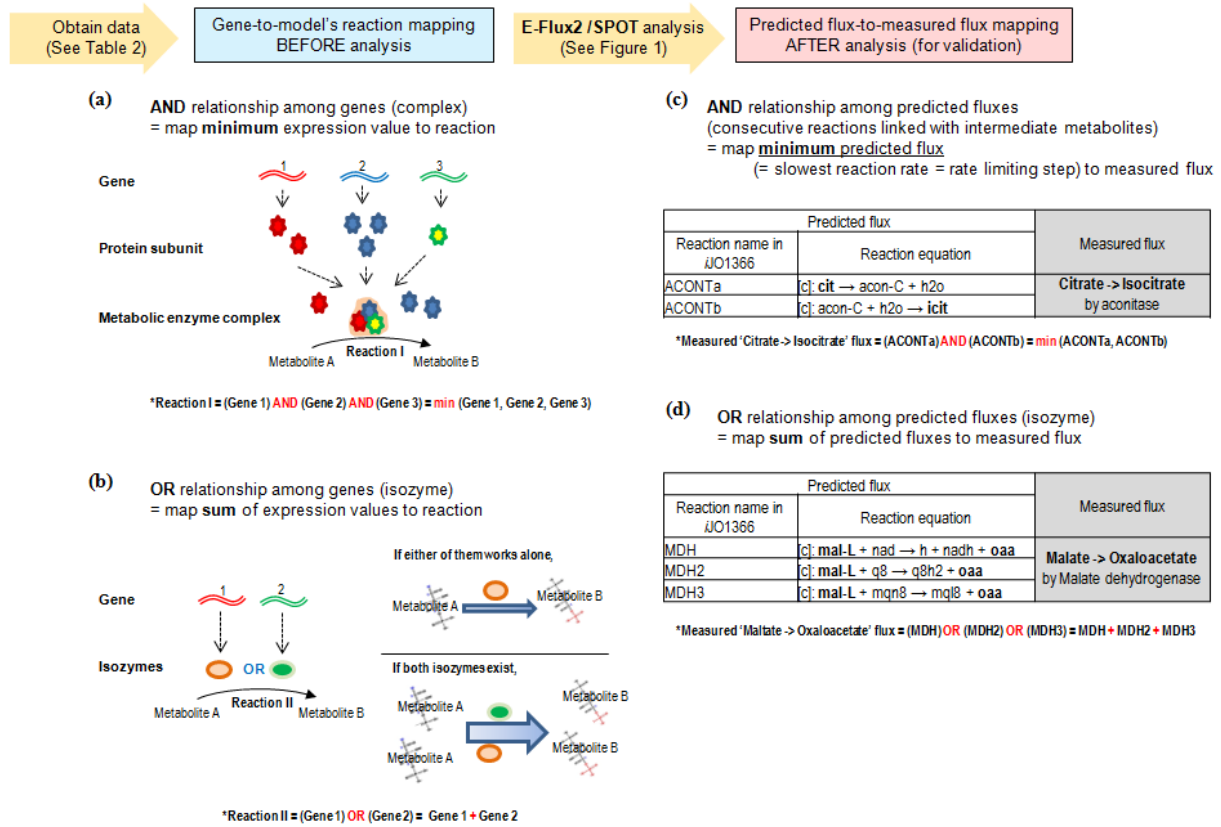 Obtain data
(See Table 2)
Gene-to-model's reaction mapping
BEFORE analysis
E-Flux2 /SPOT analysis
(See Figure 1)
Predicted flux-to-measured flux mapping
AFTER analysis (for validation)
(a)
AND relationship among genes (complex)
= map minimum expression value to reaction
1
2
3
Gene
Protein subunit
Metabolic enzyme complex
Reaction I
Metabolite A
Metabolite B
*Reaction I = (Gene 1) AND (Gene 2) AND (Gene 3) = min (Gene 1, Gene 2, Gene 3)
(b)
OR relationship among genes (isozyme)
= map sum of expression values to reaction
1
2
Gene
Isozymes
OR
Reaction II
Metabolite A
Metabolite B
If either of them works alone,
Metabolite A
Metabolite B
If both isozymes exist,
Metabolite A
Metabolite B
Metabolite A
Metabolite B
*Reaction II = (Gene 1) OR (Gene 2) = Gene 1 + Gene 2
(c)
AND relationship among predicted fluxes
(consecutive reactions linked with intermediate metabolites)
= map minimum predicted flux
(= slowest reaction rate = rate limiting step) to measured flux
Predicted flux
Measured flux
Reaction name in
iJO1366
Reaction equation
ACONTa
[c]: cit → acon-C + h2o
ACONTb
[c]: acon-C + h2o → icit
Citrate -> Isocitrate
by aconitase
*Measured 'Citrate -> Isocitrate' flux = (ACONTa) AND (ACONTb) = min (ACONTa, ACONTb)
(d)
OR relationship among predicted fluxes (isozyme)
= map sum of predicted fluxes to measured flux
Predicted flux
Measured flux
Reaction name in
iJO1366
Reaction equation
MDH
[c]: mal-L + nad → h + nadh + oaa
MDH2
[c]: mal-L + q8 → q8h2 + oaa
MDH3
[c]: mal-L + mqn8 → mql8 + oaa
Malate -> Oxaloacetate
by Malate dehydrogenase
*Measured 'Maltate -> Oxaloacetate' flux = (MDH) OR (MDH2) OR (MDH3) = MDH + MDH2 + MDH3